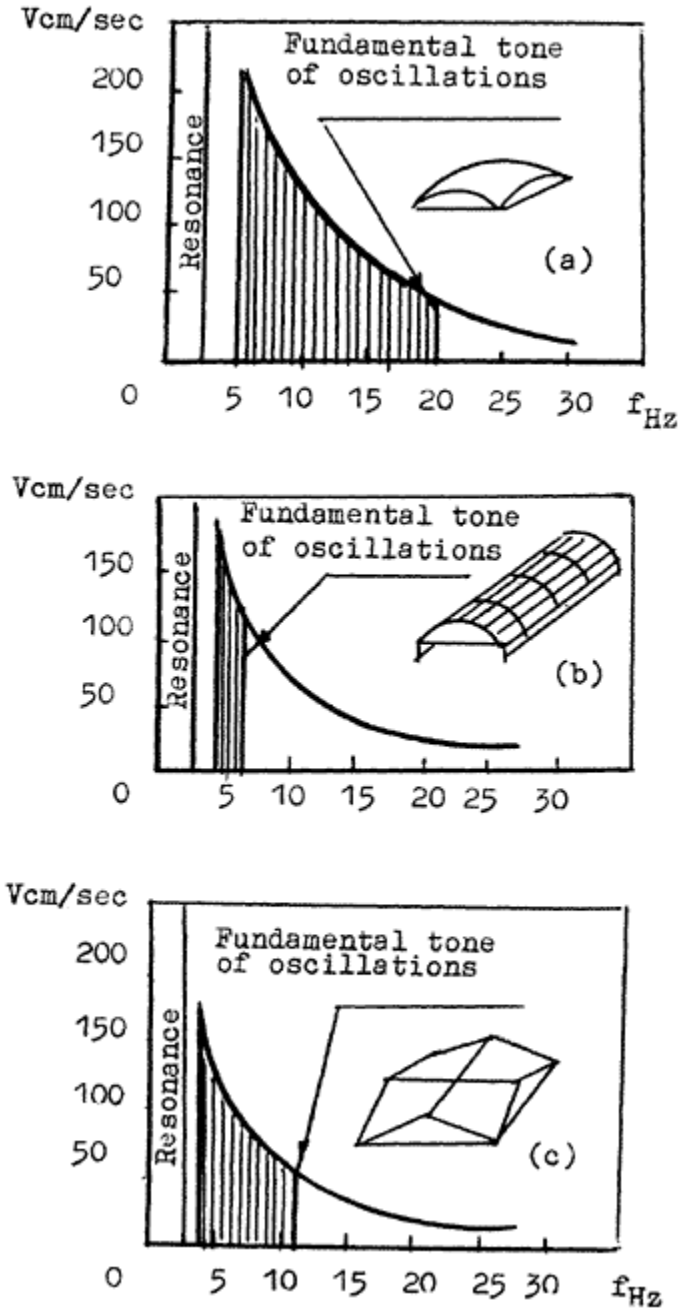 Vcm/sec
Fundamental tone
of oscillations
200
150
100
50
Resonance
(a)
0 5 10 15 20 25 30 fHz
Vcm/sec
Fundamental tone
of oscillations
150
100
50
Resonance
(b)
0 5 10 15 20 25 30
Vcm/sec
Fundamental tone
of oscillations
200
150
100
50
Resonance
(c)
0 5 10 15 20 25 30 fHz